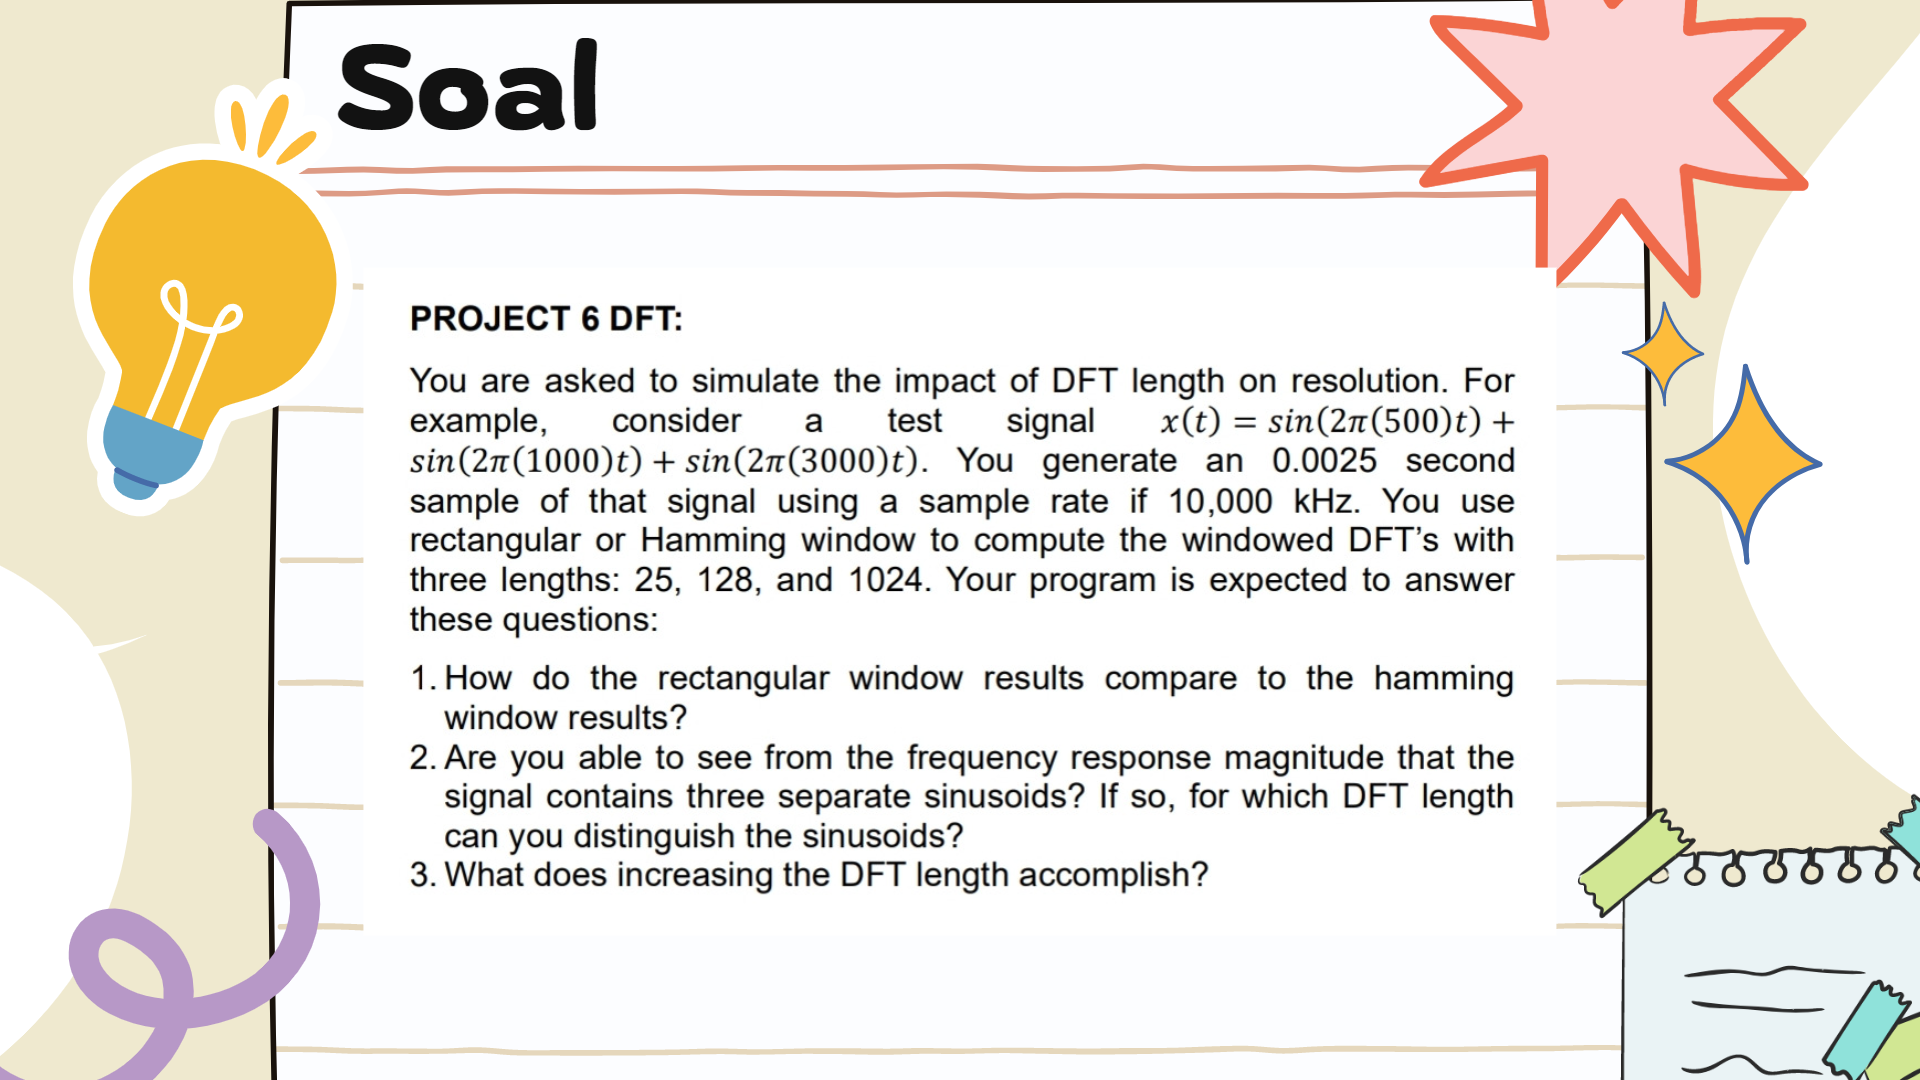 Soal
PROJECT 6 DFT:
You are asked to simulate the impact of DFT length on resolution. For
example, consider a test signal x(t) = sin(2π(500)t) +
sin(2π(1000)t) + sin(2π(3000)t). You generate an 0.0025 second
sample of that signal using a sample rate if 10,000 kHz. You use
rectangular or Hamming window to compute the windowed DFT’s with
three lengths: 25, 128, and 1024. Your program is expected to answer
these questions:
1. How do the rectangular window results compare to the hamming
window results?
2. Are you able to see from the frequency response magnitude that the
signal contains three separate sinusoids? If so, for which DFT length
can you distinguish the sinusoids?
3. What does increasing the DFT length accomplish?